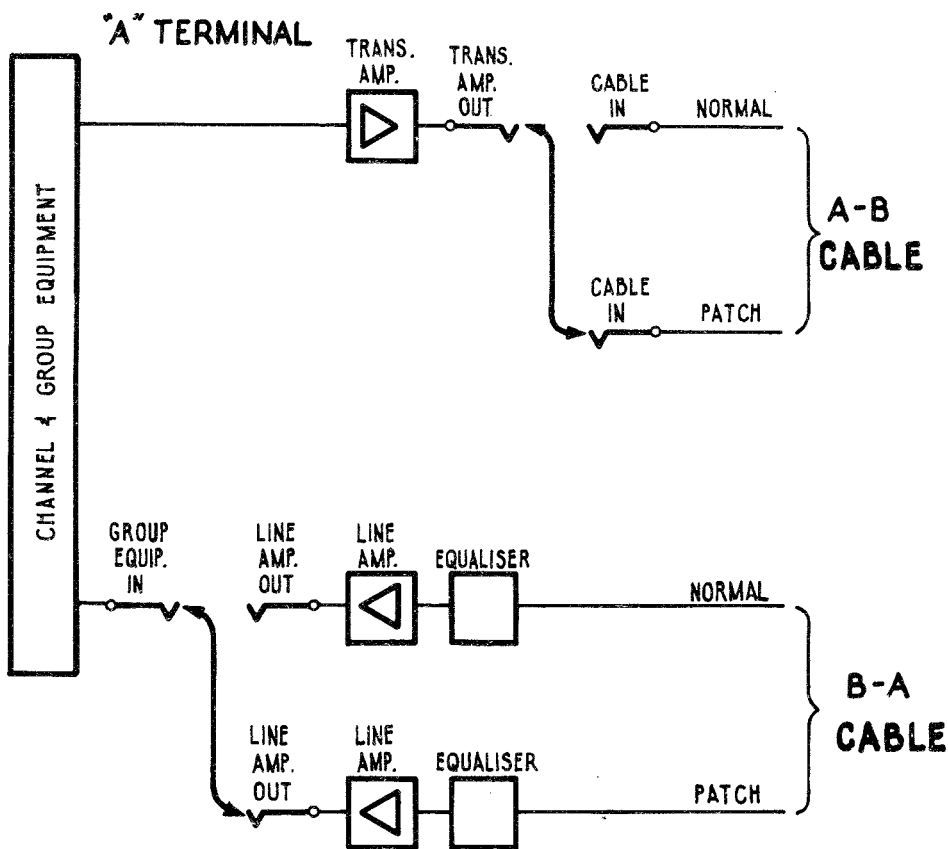 "A" TERMINAL
TRANS.
AMP.
TRANS.
AMP.
OUT
CABLE
IN
NORMAL
A-B
CABLE
CABLE
IN
PATCH
CHANNEL & GROUP EQUIPMENT
GROUP
EQUIP.
IN
LINE
AMP.
OUT
LINE
AMP.
EQUALISER
NORMAL
B-A
CABLE
LINE
AMP.
OUT
LINE
AMP.
EQUALISER
PATCH